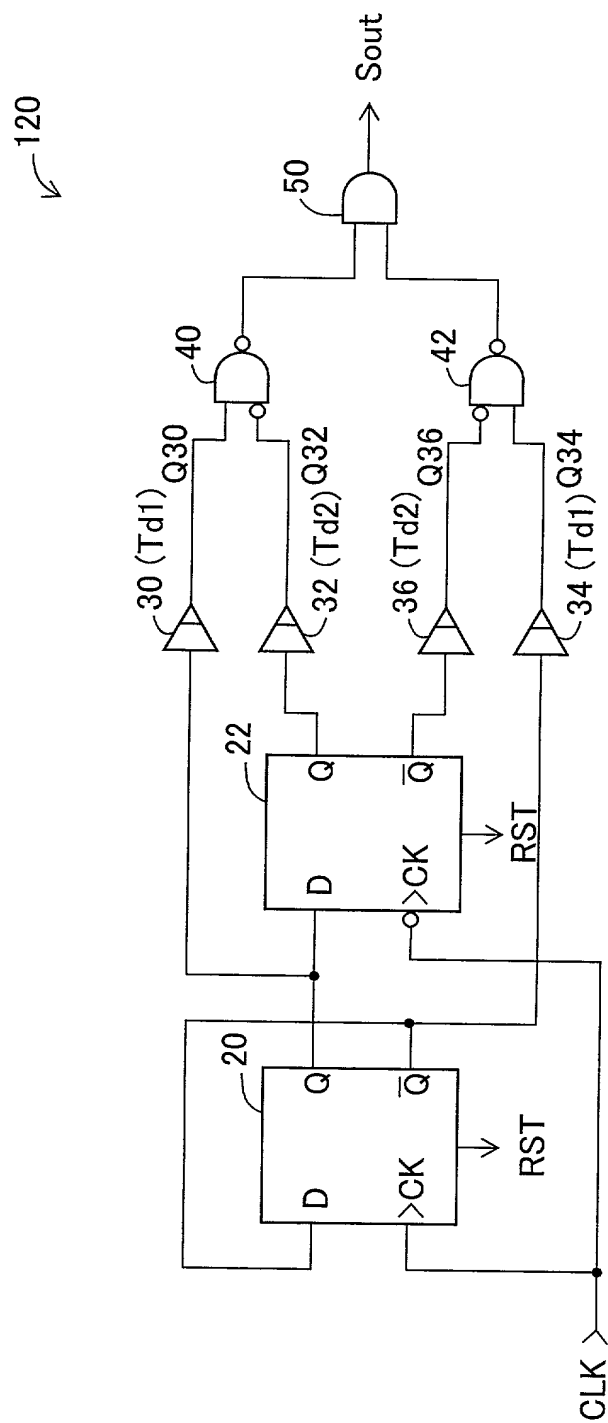 120
30 (Td1)
Q30
40
50
Sout
32 (Td2)
Q32
36 (Td2)
Q36
42
34 (Td1)
Q34
20
D
Q
CK
Q̅
RST
22
D
Q
CK
Q̅
RST
CLK